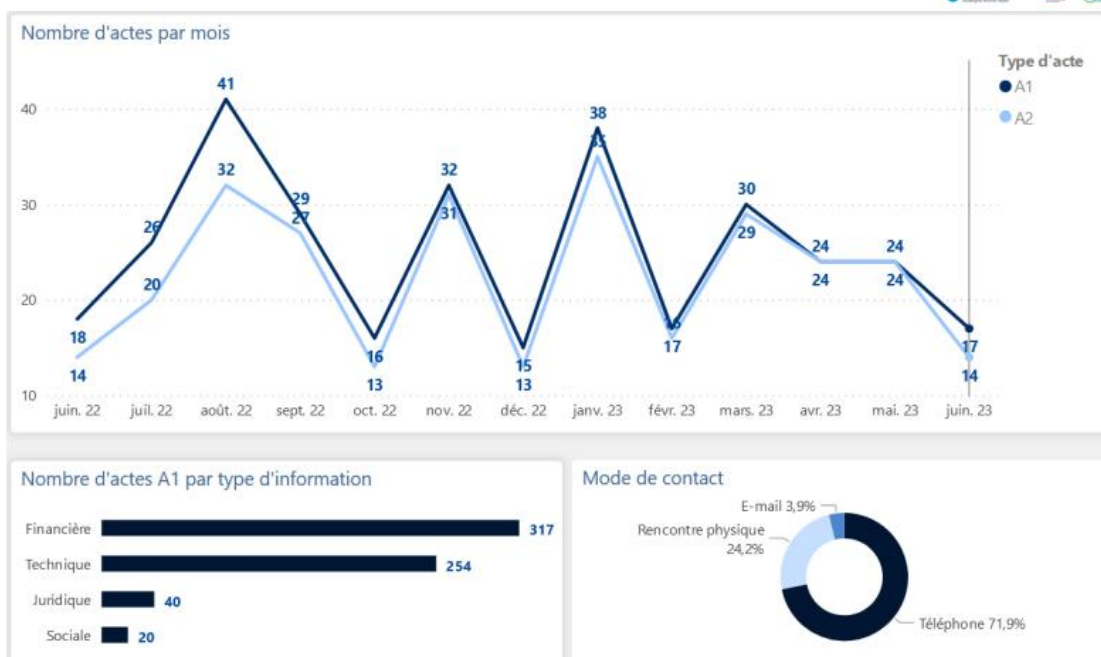 Nombre d'actes par mois
Type d'acte
A1
A2
40
30
20
10
41
32
26
20
29
27
18
14
16
13
32
31
15
13
38
35
16
17
30
29
24
24
24
24
17
14
juin. 22 juil. 22 août. 22 sept. 22 oct. 22 nov. 22 déc. 22 janv. 23 févr. 23 mars. 23 avr. 23 mai. 23 juin. 23
Nombre d'actes A1 par type d'information
Financière 317
Technique 254
Juridique 40
Sociale 20
Mode de contact
E-mail 3,9%
Rencontre physique
24,2%
Téléphone 71,9%